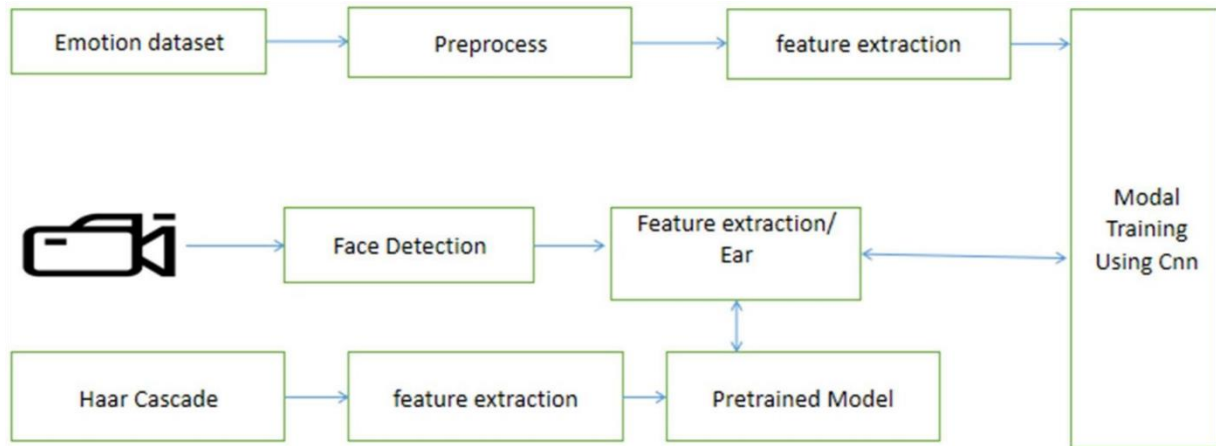 Emotion dataset
Preprocess
feature extraction
Face Detection
Feature extraction/
Ear
Modal
Training
Using Cnn
Haar Cascade
feature extraction
Pretrained Model